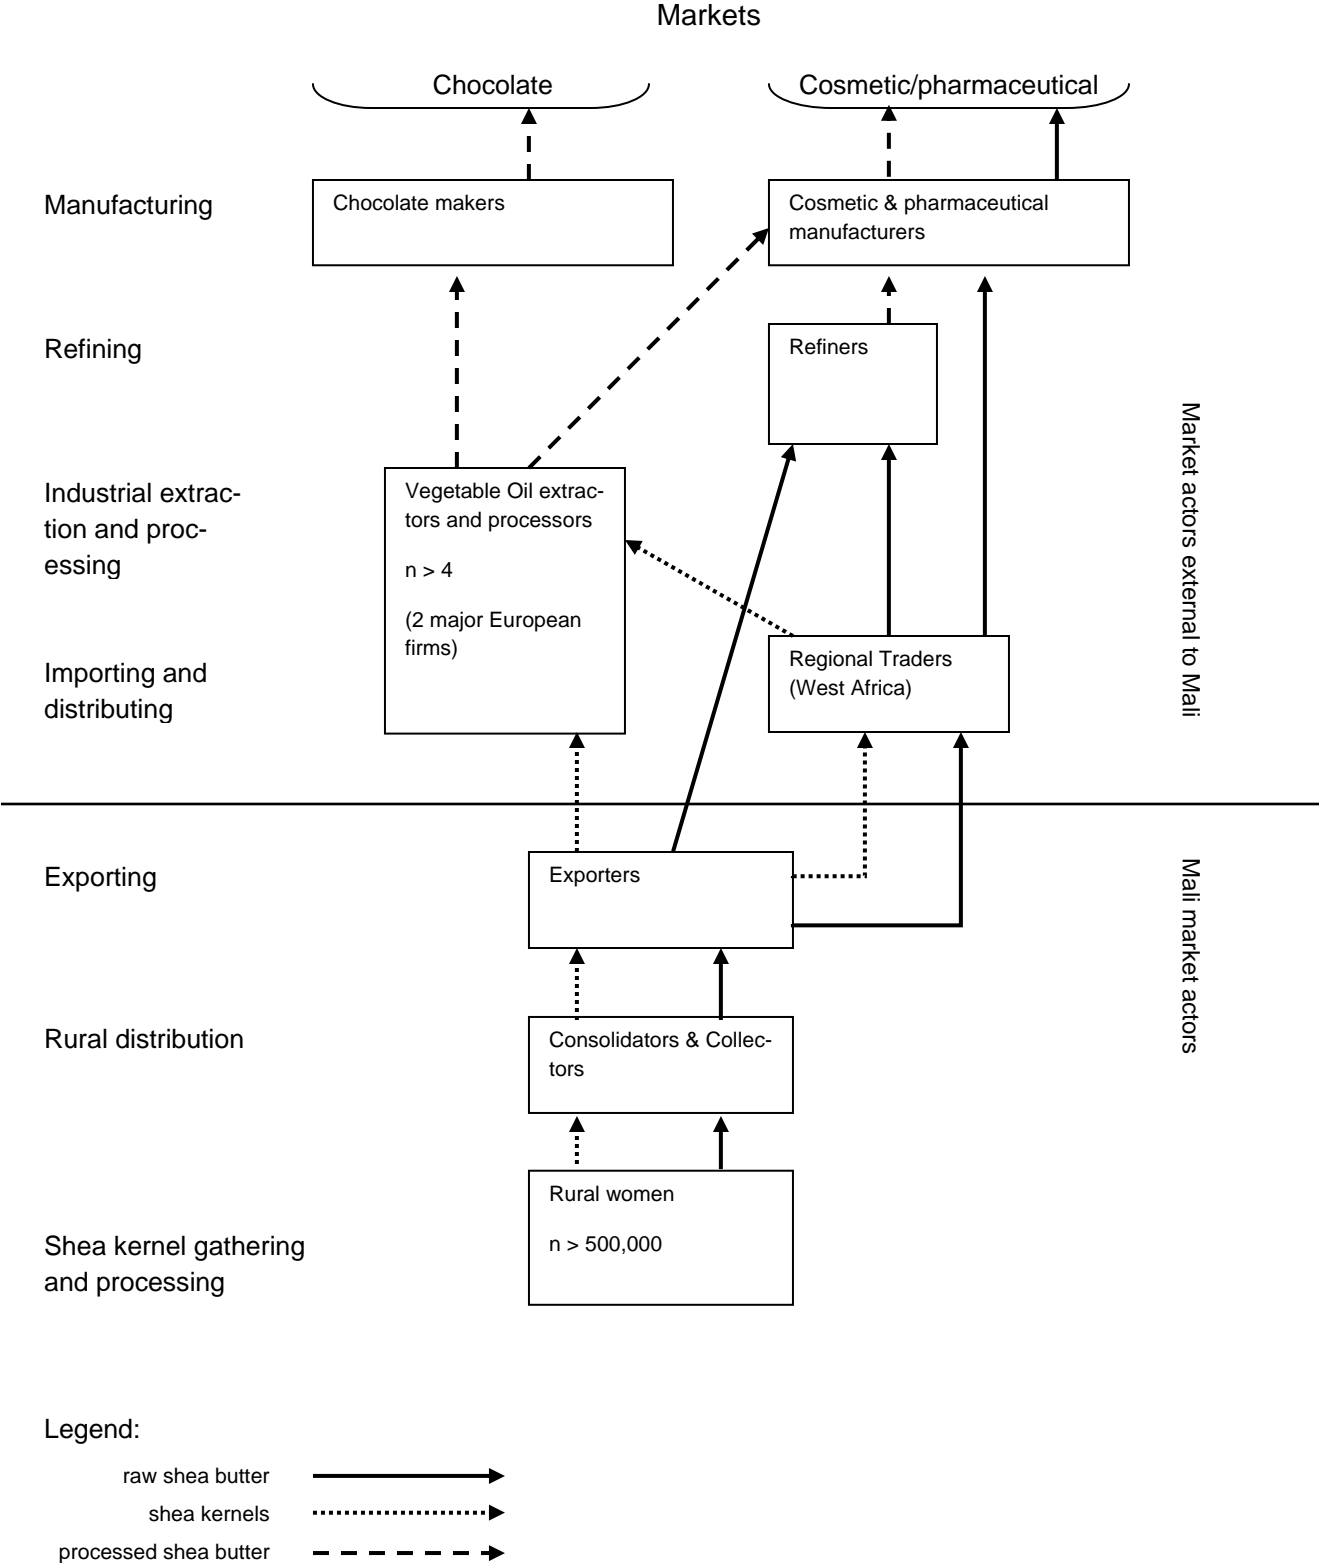 Markets
Chocolate
Cosmetic/pharmaceutical
Manufacturing
Chocolate makers
Cosmetic & pharmaceutical
manufacturers
Refining
Refiners
Market actors external to Mali
Industrial extrac-
tion and proc-
essing
Vegetable Oil extrac-
tors and processors
n > 4
(2 major European
firms)
Importing and
distributing
Regional Traders
(West Africa)
Exporting
Exporters
Mali market actors
Rural distribution
Consolidators & Collec-
tors
Rural women
n > 500,000
Shea kernel gathering
and processing
Legend:
raw shea butter
shea kernels
processed shea butter